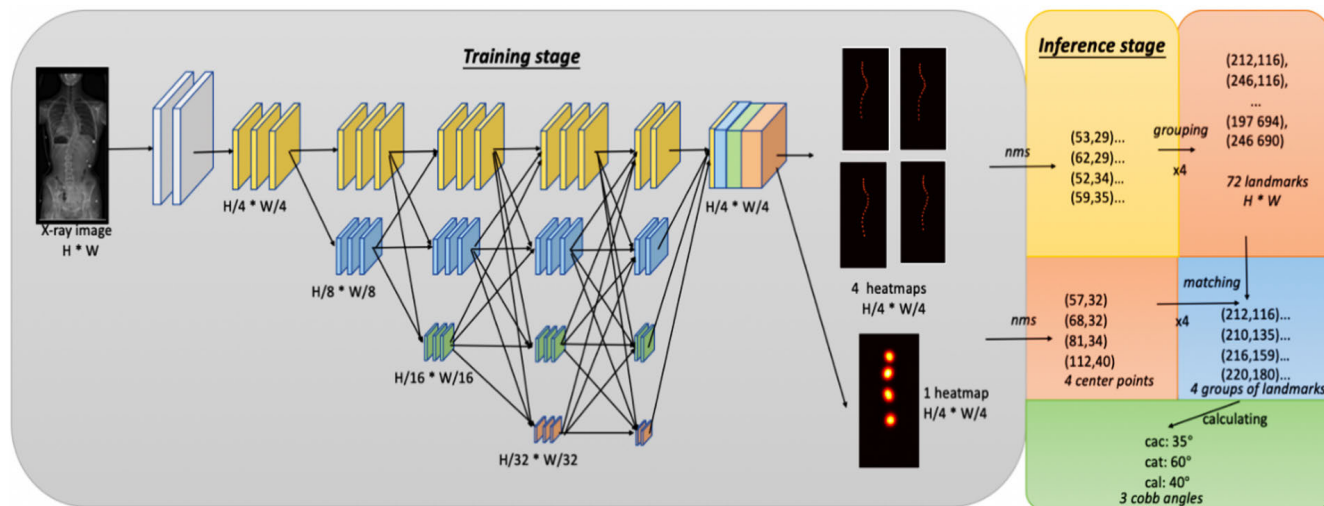 Training stage
X-ray image
H * W
H/4 * W/4
H/8 * W/8
H/16 * W/16
H/32 * W/32
H/4 * W/4
4 heatmaps
H/4 * W/4
1 heatmap
H/4 * W/4
nms
nms
Inference stage
(53,29)...
(62,29)...
(52,34)...
(59,35)...
grouping
x4
(212,116),
(246,116),
...
(197 694),
(246 690)
72 landmarks
H * W
(57,32)
(68,32)
(81,34)
(112,40)
4 center points
matching
x4
(212,116)...
(210,135)...
(216,159)...
(220,180)...
4 groups of landmarks
calculating
cac: 35°
cat: 60°
cal: 40°
3 cobb angles